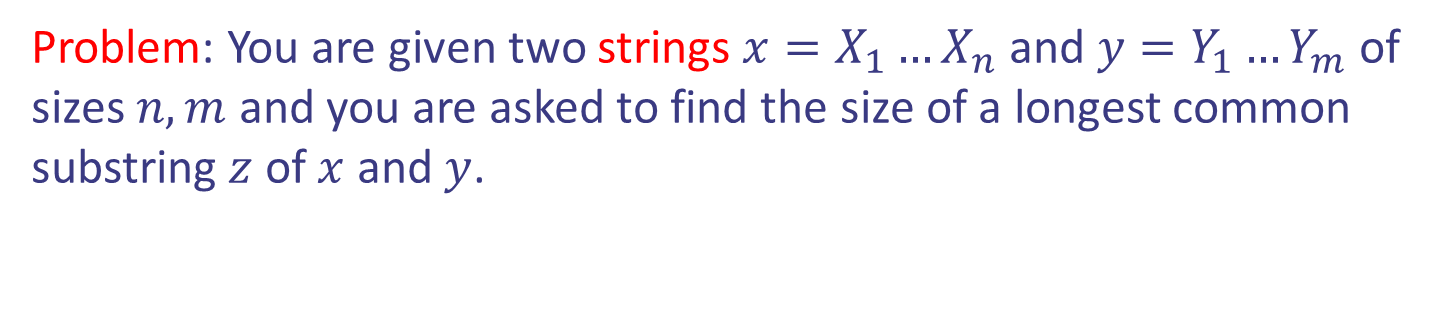 Problem: You are given two strings x = X₁ … Xₙ and y = Y₁ … Yₘ of
sizes n, m and you are asked to find the size of a longest common
substring z of x and y.